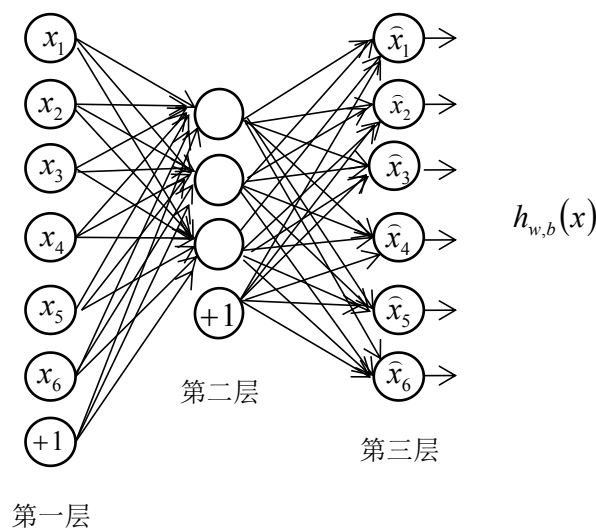 x₁
x₂
x₃
x₄
x₅
x₆
+1
第一层
+1
第二层
x̂₁
x̂₂
x̂₃
x̂₄
x̂₅
x̂₆
第三层
h_{w,b}(x)